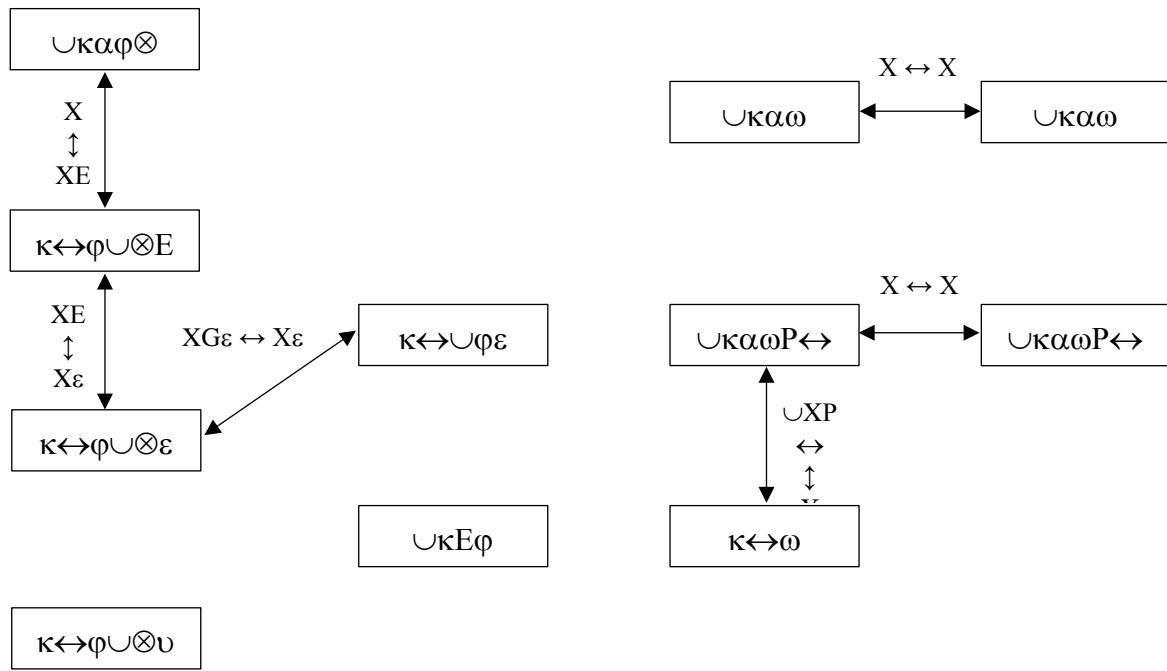 ∪καφ⊗
X
↕
XE
κ↔φ∪⊗E
XE
↕
Xε
κ↔φ∪⊗ε
XGε ↔ Xε
κ↔∪φε
∪κEφ
κ↔φ∪⊗υ
X ↔ X
∪καω
∪καω
X ↔ X
∪καωP↔
∪καωP↔
∪XP
↔
↕
κ↔ω